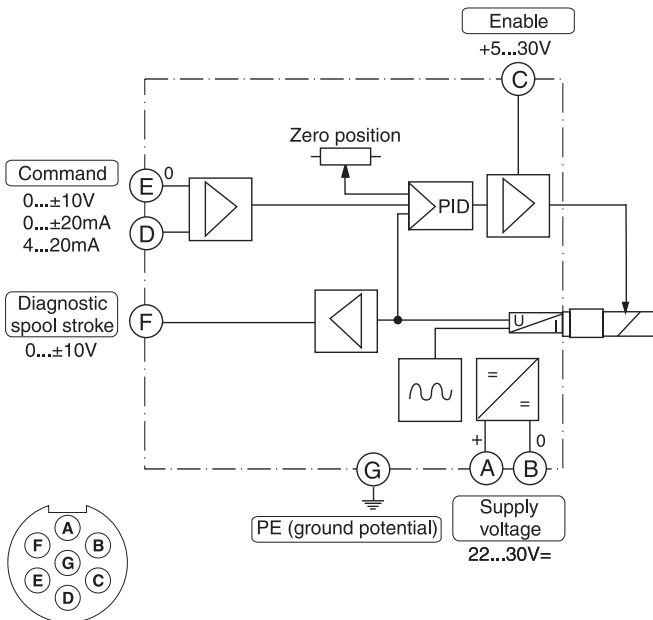 Enable
+5...30V
C
Zero position
Command
E 0
0...±10V
0...±20mA
4...20mA
D
PID
Diagnostic
spool stroke
F
0...±10V
U
I
=
=
+ 0
G A B
PE (ground potential)
Supply
voltage
22...30V=
A
F B
G
E C
D